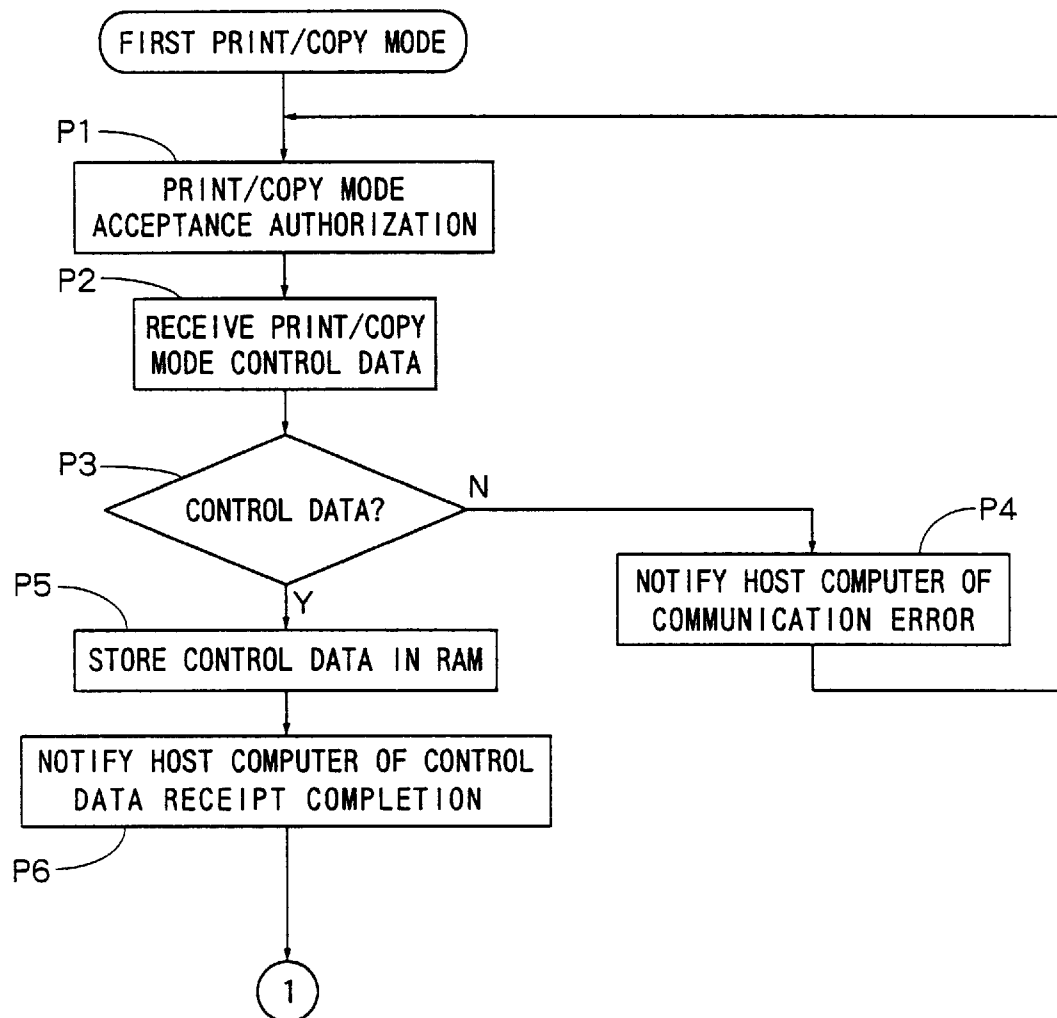 FIRST PRINT/COPY MODE
P1
PRINT/COPY MODE
ACCEPTANCE AUTHORIZATION
P2
RECEIVE PRINT/COPY
MODE CONTROL DATA
P3
CONTROL DATA?
N
P4
NOTIFY HOST COMPUTER OF
COMMUNICATION ERROR
Y
P5
STORE CONTROL DATA IN RAM
NOTIFY HOST COMPUTER OF CONTROL
DATA RECEIPT COMPLETION
P6
1